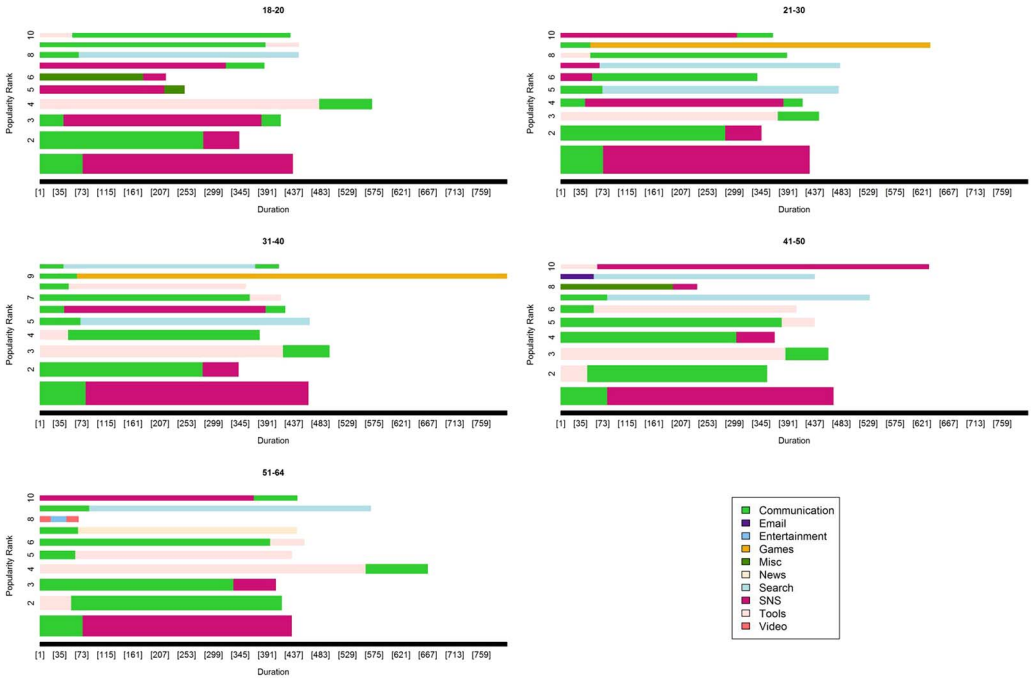 18-20
10
8
6
5
4
3
2
Popularity Rank
[1] [35] [73] [115] [161] [207] [253] [299] [345] [391] [437] [483] [529] [575] [621] [667] [713] [759]
Duration
21-30
10
8
6
5
4
3
2
Popularity Rank
[1] [35] [73] [115] [161] [207] [253] [299] [345] [391] [437] [483] [529] [575] [621] [667] [713] [759]
Duration
31-40
9
7
5
4
3
2
Popularity Rank
[1] [35] [73] [115] [161] [207] [253] [299] [345] [391] [437] [483] [529] [575] [621] [667] [713] [759]
Duration
41-50
10
8
6
5
4
3
2
Popularity Rank
[1] [35] [73] [115] [161] [207] [253] [299] [345] [391] [437] [483] [529] [575] [621] [667] [713] [759]
Duration
51-64
10
8
6
5
4
3
2
Popularity Rank
[1] [35] [73] [115] [161] [207] [253] [299] [345] [391] [437] [483] [529] [575] [621] [667] [713] [759]
Duration
Communication
Email
Entertainment
Games
Misc
News
Search
SNS
Tools
Video